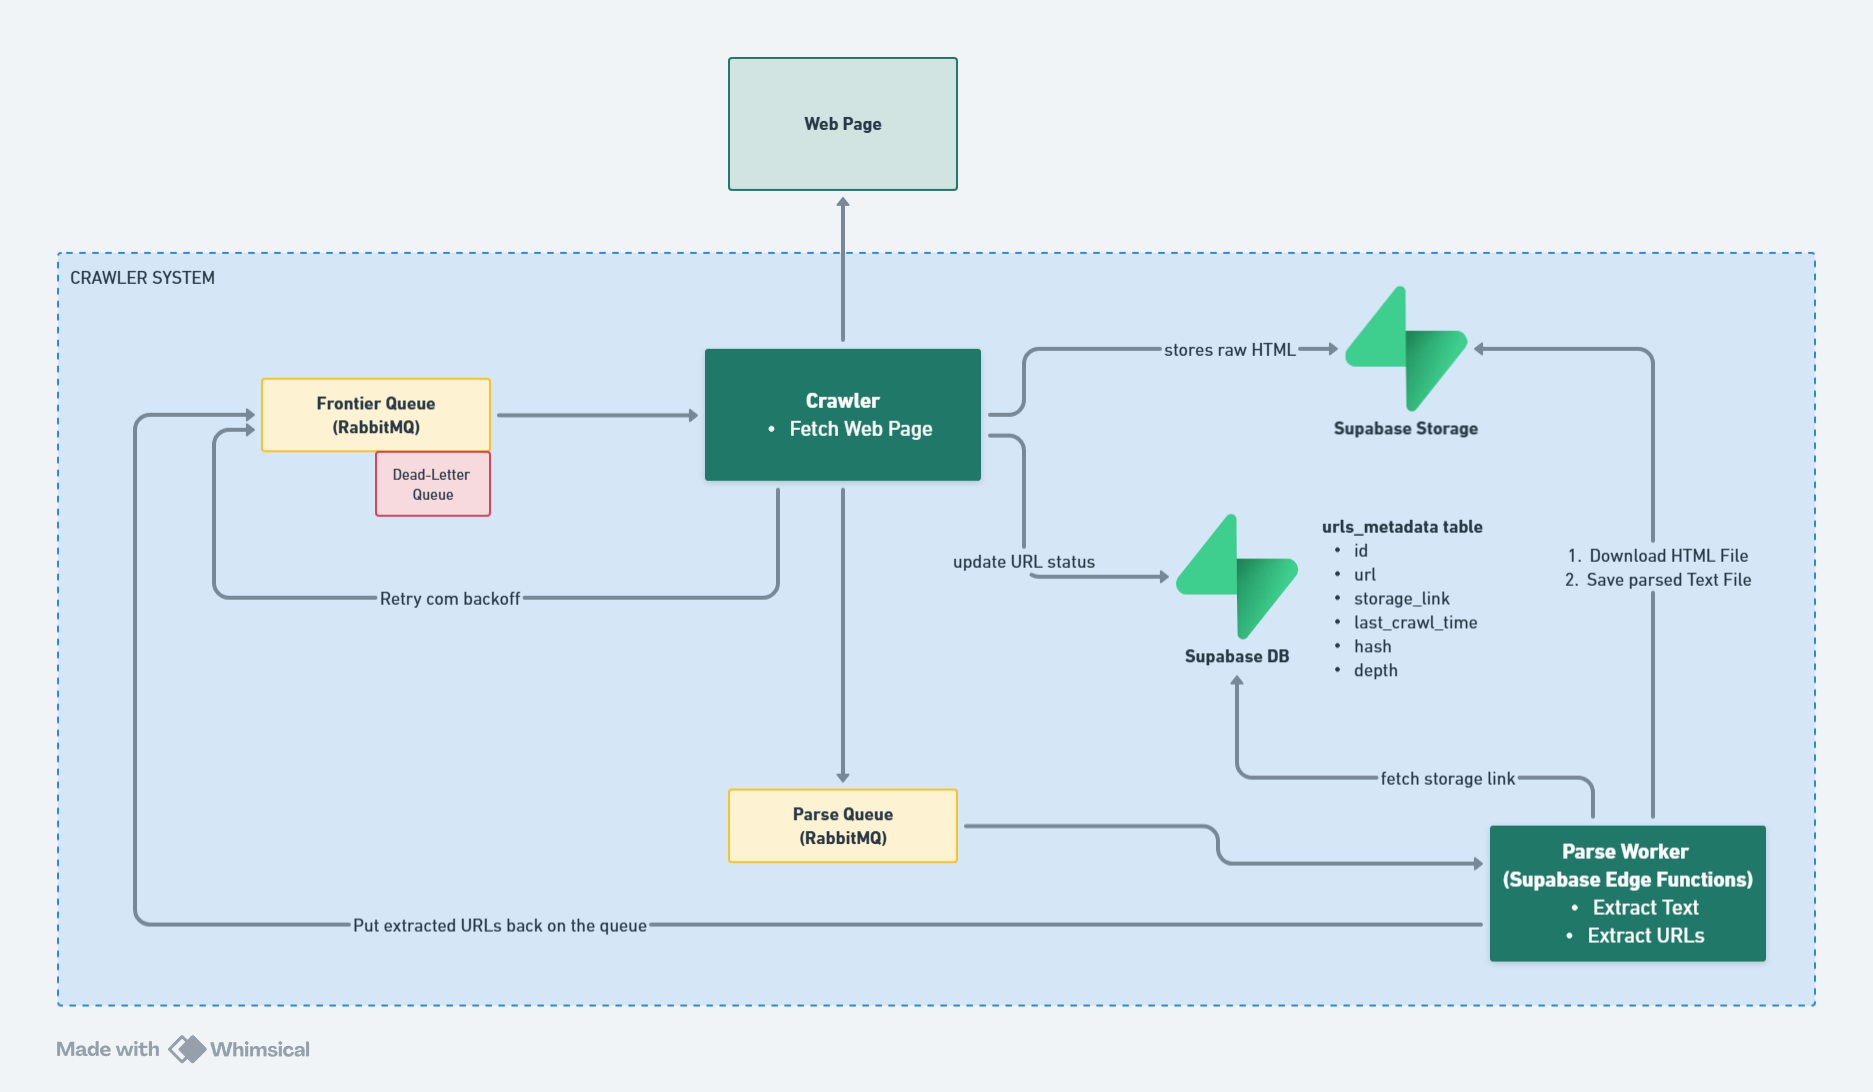 Web Page
CRAWLER SYSTEM
Frontier Queue
(RabbitMQ)
Dead-Letter
Queue
Crawler
• Fetch Web Page
stores raw HTML
Supabase Storage
update URL status
Supabase DB
urls_metadata table
• id
• url
• storage_link
• last_crawl_time
• hash
• depth
1. Download HTML File
2. Save parsed Text File
Retry com backoff
fetch storage link
Parse Queue
(RabbitMQ)
Parse Worker
(Supabase Edge Functions)
• Extract Text
• Extract URLs
Put extracted URLs back on the queue
Made with Whimsical